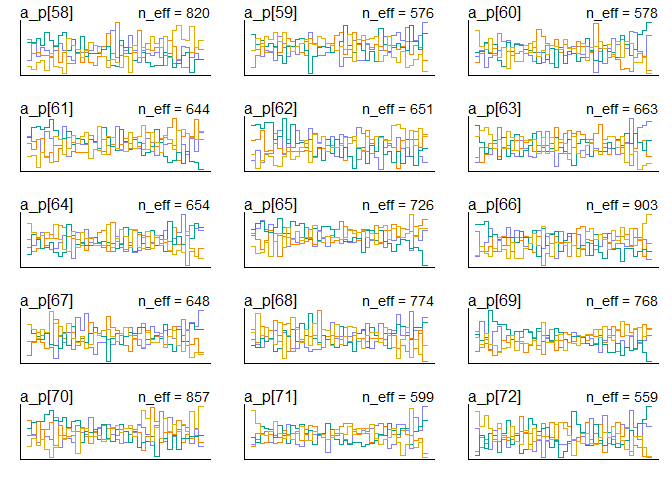 a_p[58] n_eff = 820 a_p[59] n_eff = 576 a_p[60] n_eff = 578
a_p[61] n_eff = 644 a_p[62] n_eff = 651 a_p[63] n_eff = 663
a_p[64] n_eff = 654 a_p[65] n_eff = 726 a_p[66] n_eff = 903
a_p[67] n_eff = 648 a_p[68] n_eff = 774 a_p[69] n_eff = 768
a_p[70] n_eff = 857 a_p[71] n_eff = 599 a_p[72] n_eff = 559